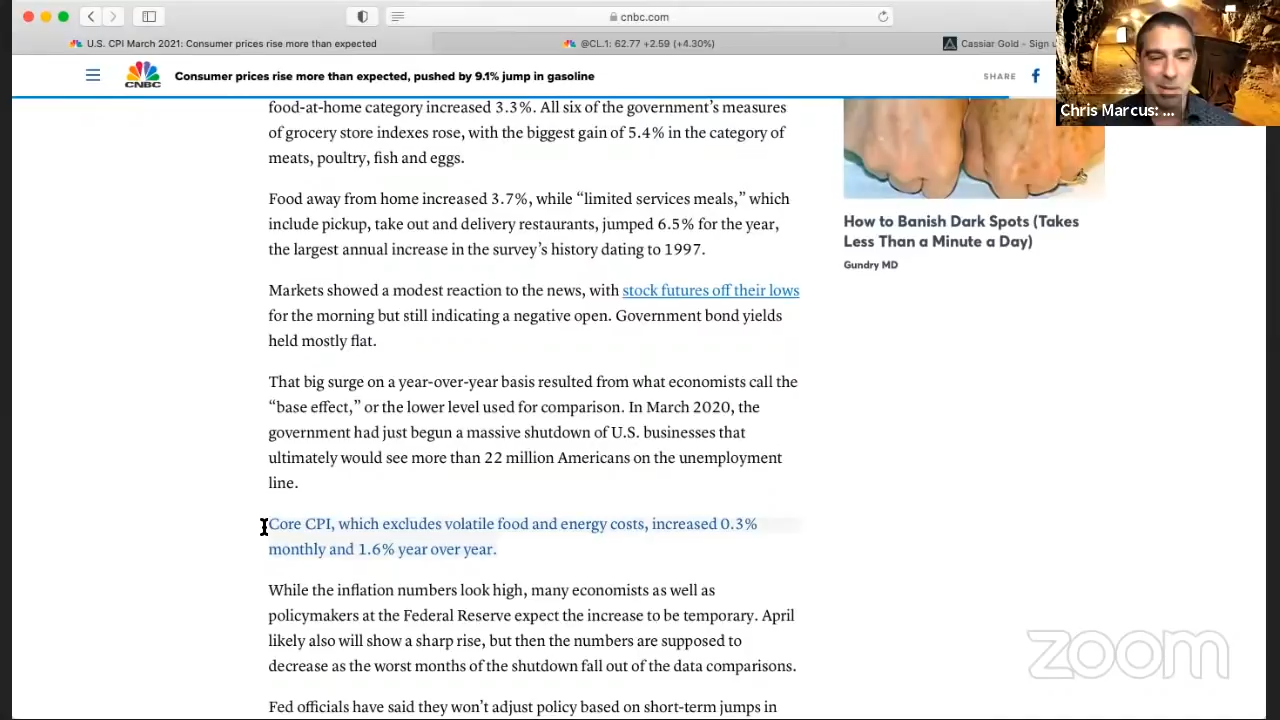 cnbc.com
U.S. CPI March 2021: Consumer prices rise more than expected
@CL.1: 62.77 +2.59 (+4.30%)
Cassiar Gold – Sign u
CNBC
Consumer prices rise more than expected, pushed by 9.1% jump in gasoline
SHARE
Chris Marcus: ...
food-at-home category increased 3.3%. All six of the government’s measures
of grocery store indexes rose, with the biggest gain of 5.4% in the category of
meats, poultry, fish and eggs.
Food away from home increased 3.7%, while “limited services meals,” which
include pickup, take out and delivery restaurants, jumped 6.5% for the year,
the largest annual increase in the survey’s history dating to 1997.
Markets showed a modest reaction to the news, with stock futures off their lows
for the morning but still indicating a negative open. Government bond yields
held mostly flat.
That big surge on a year-over-year basis resulted from what economists call the
“base effect,” or the lower level used for comparison. In March 2020, the
government had just begun a massive shutdown of U.S. businesses that
ultimately would see more than 22 million Americans on the unemployment
line.
Core CPI, which excludes volatile food and energy costs, increased 0.3%
monthly and 1.6% year over year.
While the inflation numbers look high, many economists as well as
policymakers at the Federal Reserve expect the increase to be temporary. April
likely also will show a sharp rise, but then the numbers are supposed to
decrease as the worst months of the shutdown fall out of the data comparisons.
Fed officials have said they won’t adjust policy based on short-term jumps in
How to Banish Dark Spots (Takes
Less Than a Minute a Day)
Gundry MD
zoom